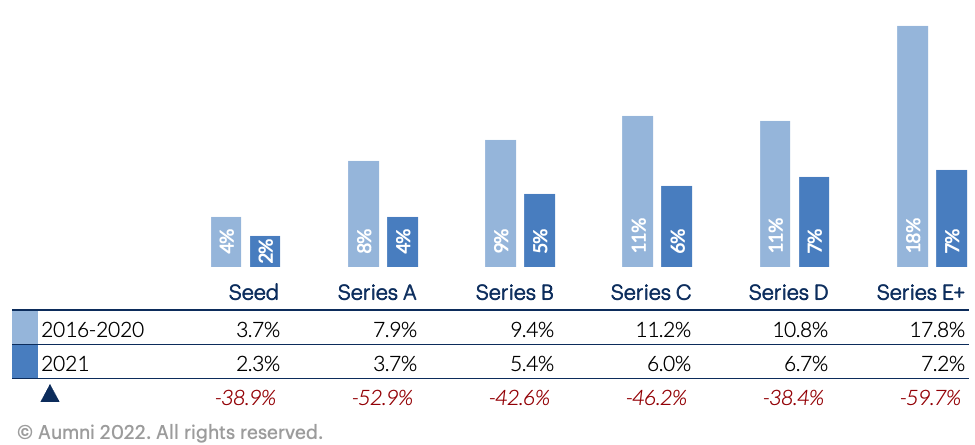 4% 2% 8% 4% 9% 5% 11% 6% 11% 7% 18% 7%
Seed Series A Series B Series C Series D Series E+
2016-2020 3.7% 7.9% 9.4% 11.2% 10.8% 17.8%
2021 2.3% 3.7% 5.4% 6.0% 6.7% 7.2%
▲ -38.9% -52.9% -42.6% -46.2% -38.4% -59.7%
© Aumni 2022. All rights reserved.